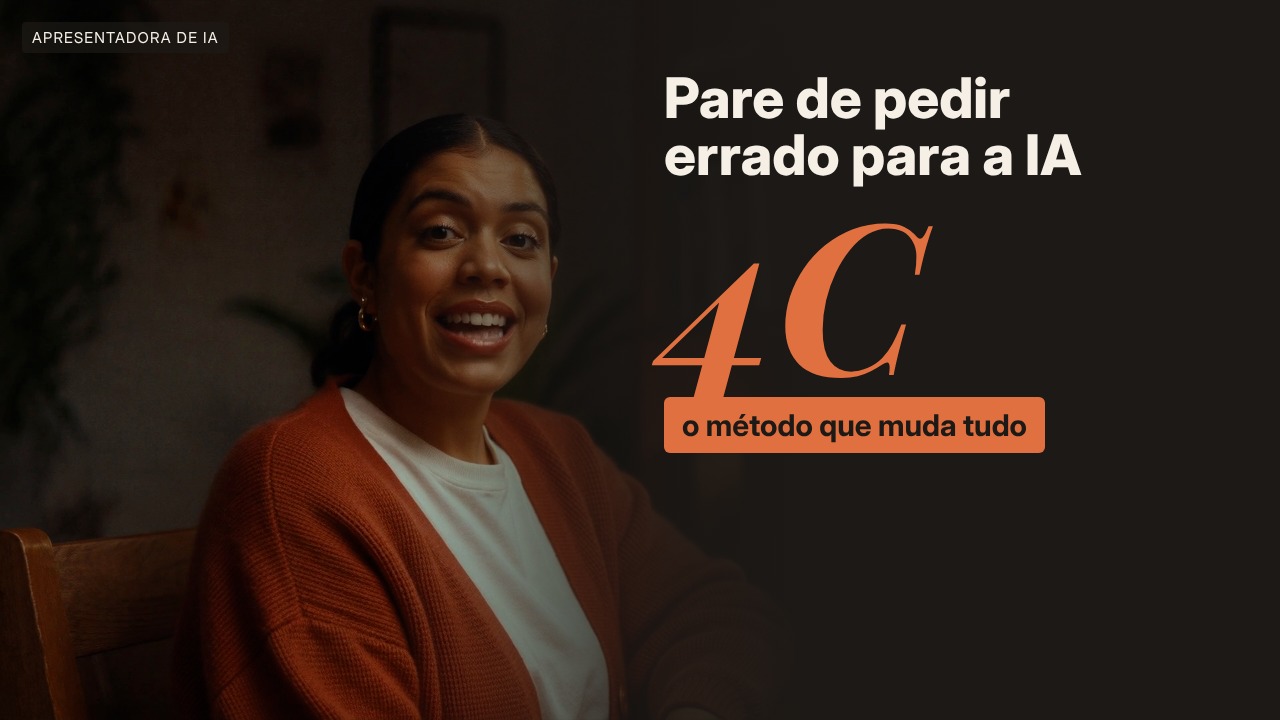 APRESENTADORA DE IA
Pare de pedir
errado para a IA
4C
o método que muda tudo